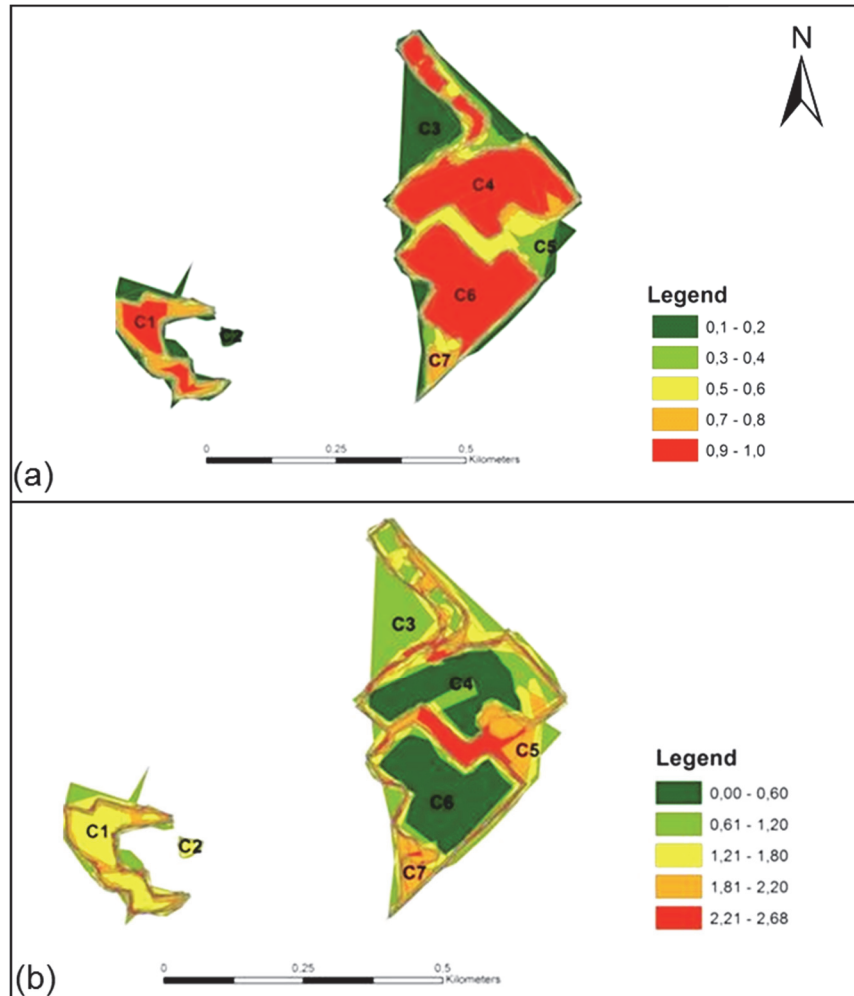 N
C3
C4
C5
C6
C1
C2
C7
Legend
0,1 - 0,2
0,3 - 0,4
0,5 - 0,6
0,7 - 0,8
0,9 - 1,0
0 0.25 0.5
Kilometers
(a)
C3
C4
C5
C6
C1
C2
C7
Legend
0,00 - 0,60
0,61 - 1,20
1,21 - 1,80
1,81 - 2,20
2,21 - 2,68
0 0.25 0.5
Kilometers
(b)